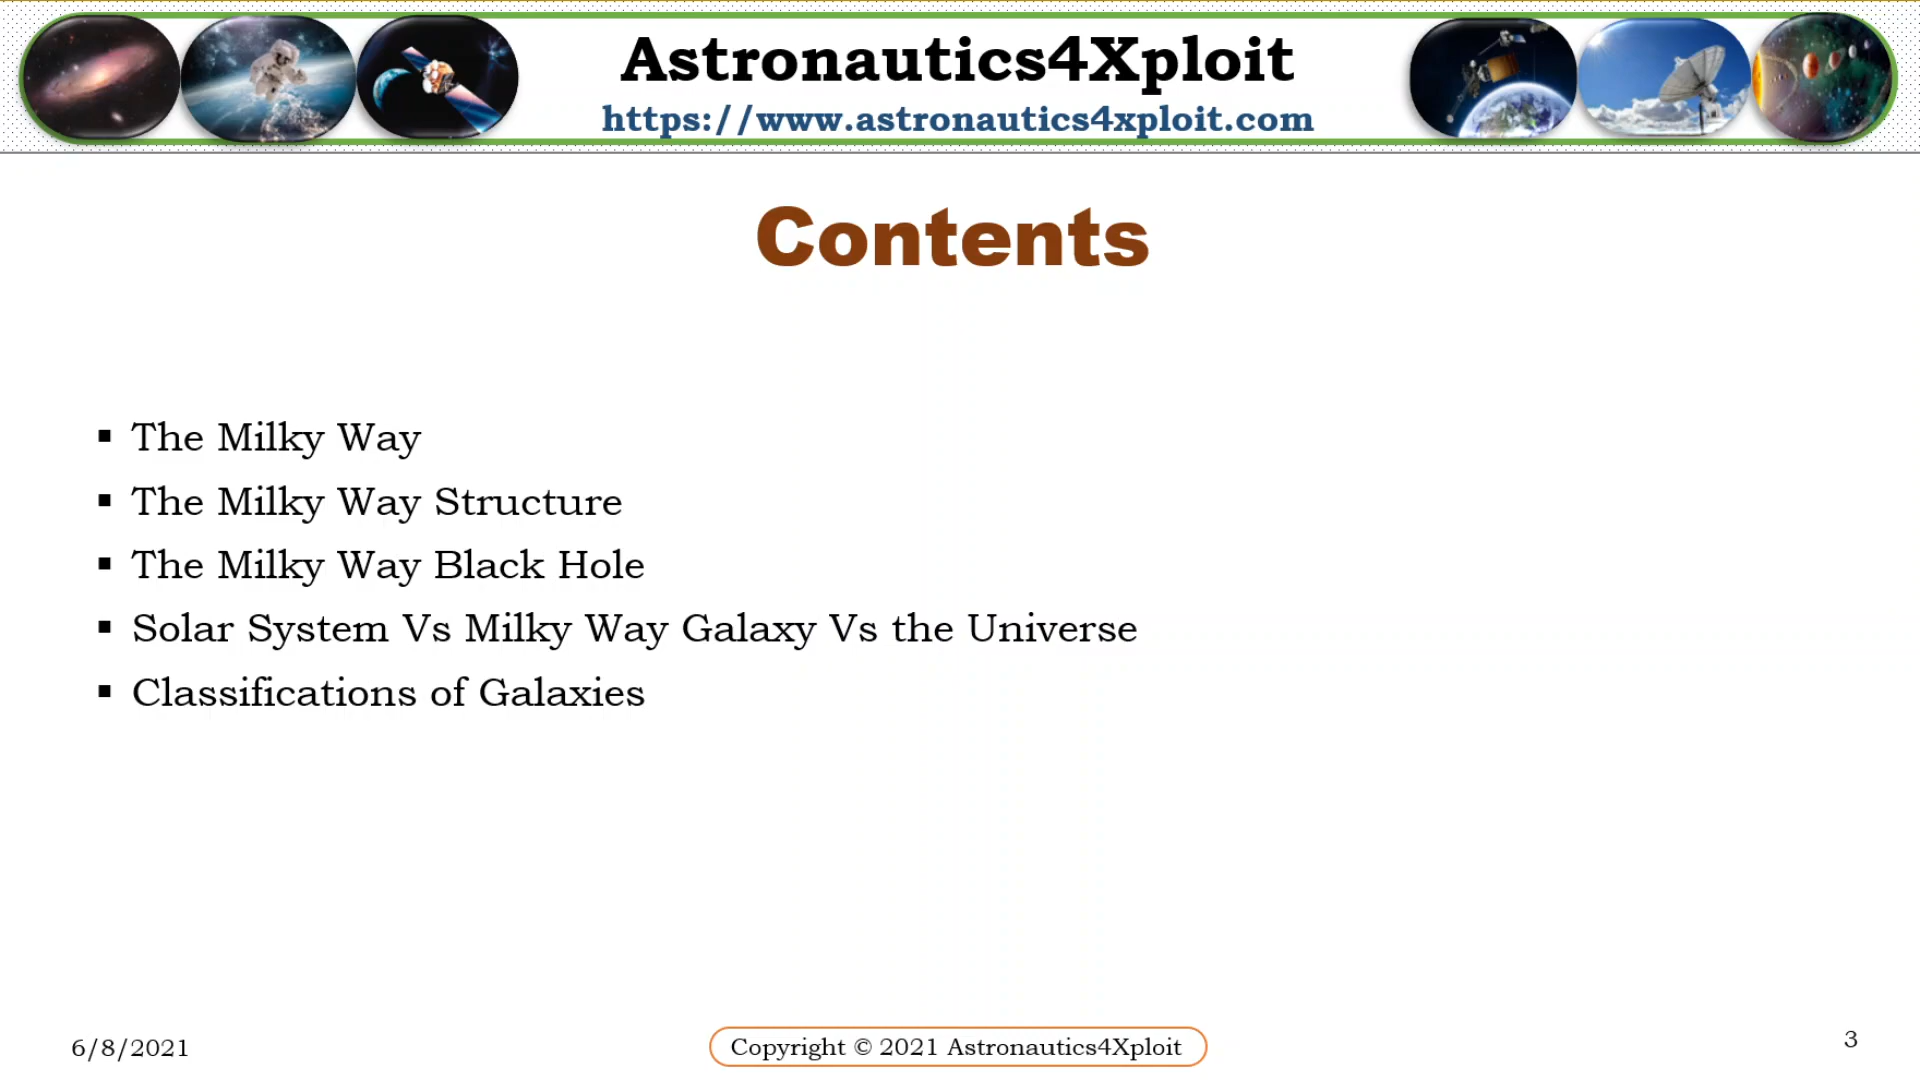 Astronautics4Xploit
https://www.astronautics4xploit.com
Contents
▪ The Milky Way
▪ The Milky Way Structure
▪ The Milky Way Black Hole
▪ Solar System Vs Milky Way Galaxy Vs the Universe
▪ Classifications of Galaxies
6/8/2021
Copyright © 2021 Astronautics4Xploit
3